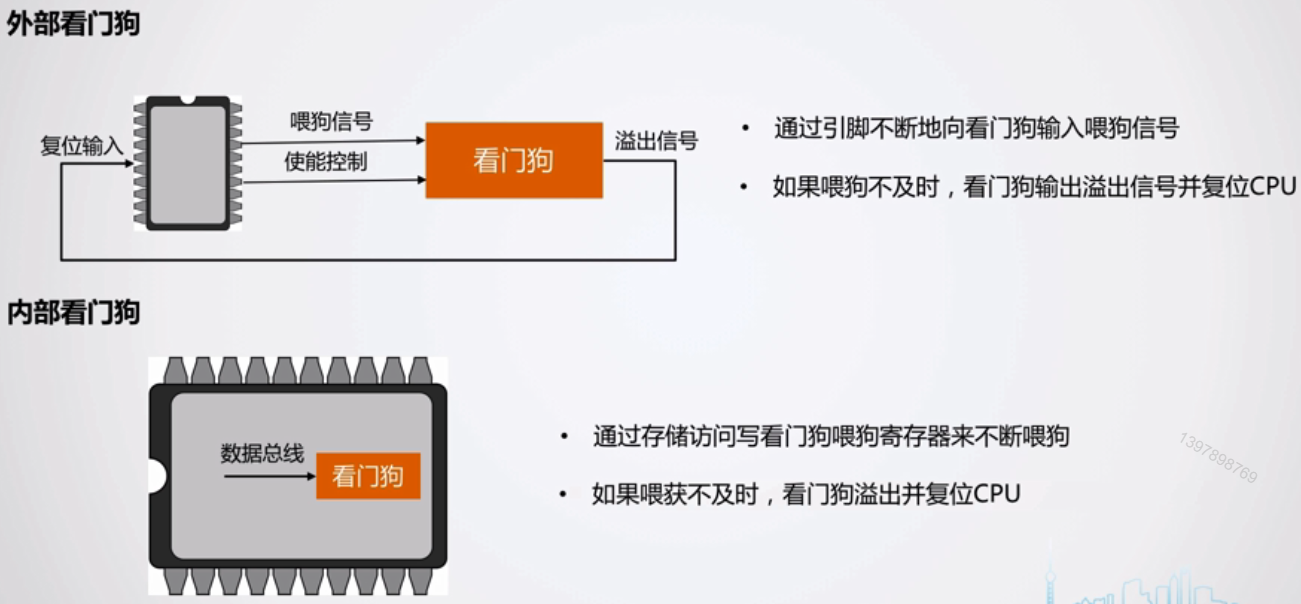 外部看门狗
喂狗信号
复位输入
使能控制
看门狗
溢出信号
• 通过引脚不断地向看门狗输入喂狗信号
• 如果喂狗不及时，看门狗输出溢出信号并复位CPU
内部看门狗
数据总线
看门狗
• 通过存储访问写看门狗喂狗寄存器来不断喂狗
• 如果喂获不及时，看门狗溢出并复位CPU
1397898769